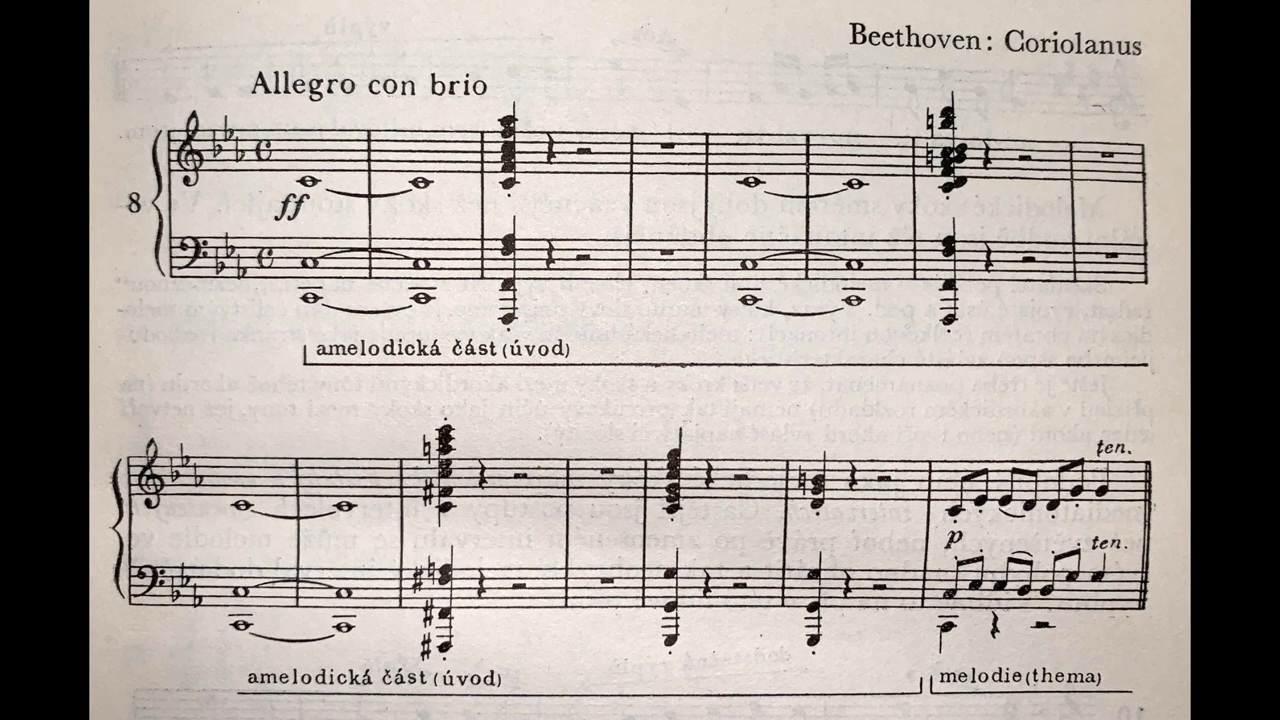 Beethoven: Coriolanus
Allegro con brio
8
ff
amelodická část (úvod)
ten.
p
ten.
amelodická část (úvod)
melodie (thema)